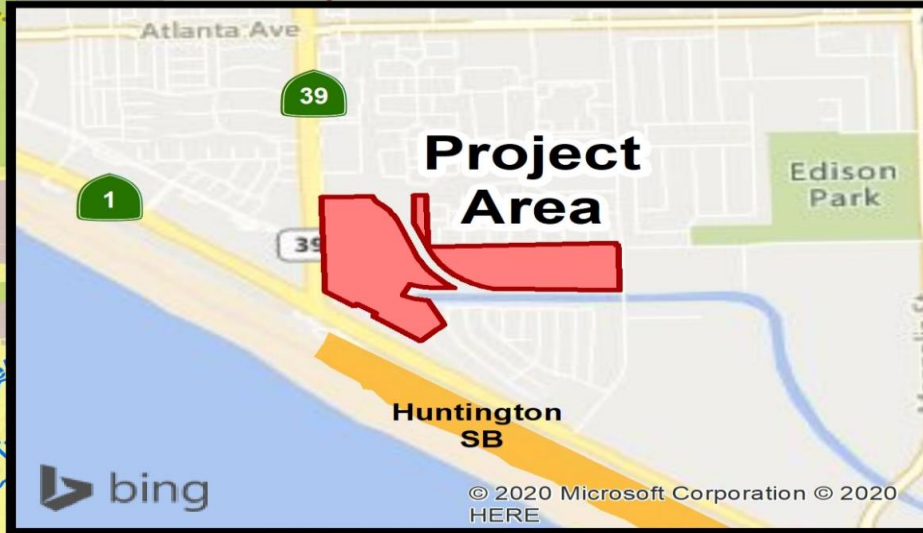 Atlanta Ave
39
Project
Area
Edison
Park
1
39
Huntington
SB
bing
© 2020 Microsoft Corporation © 2020
HERE